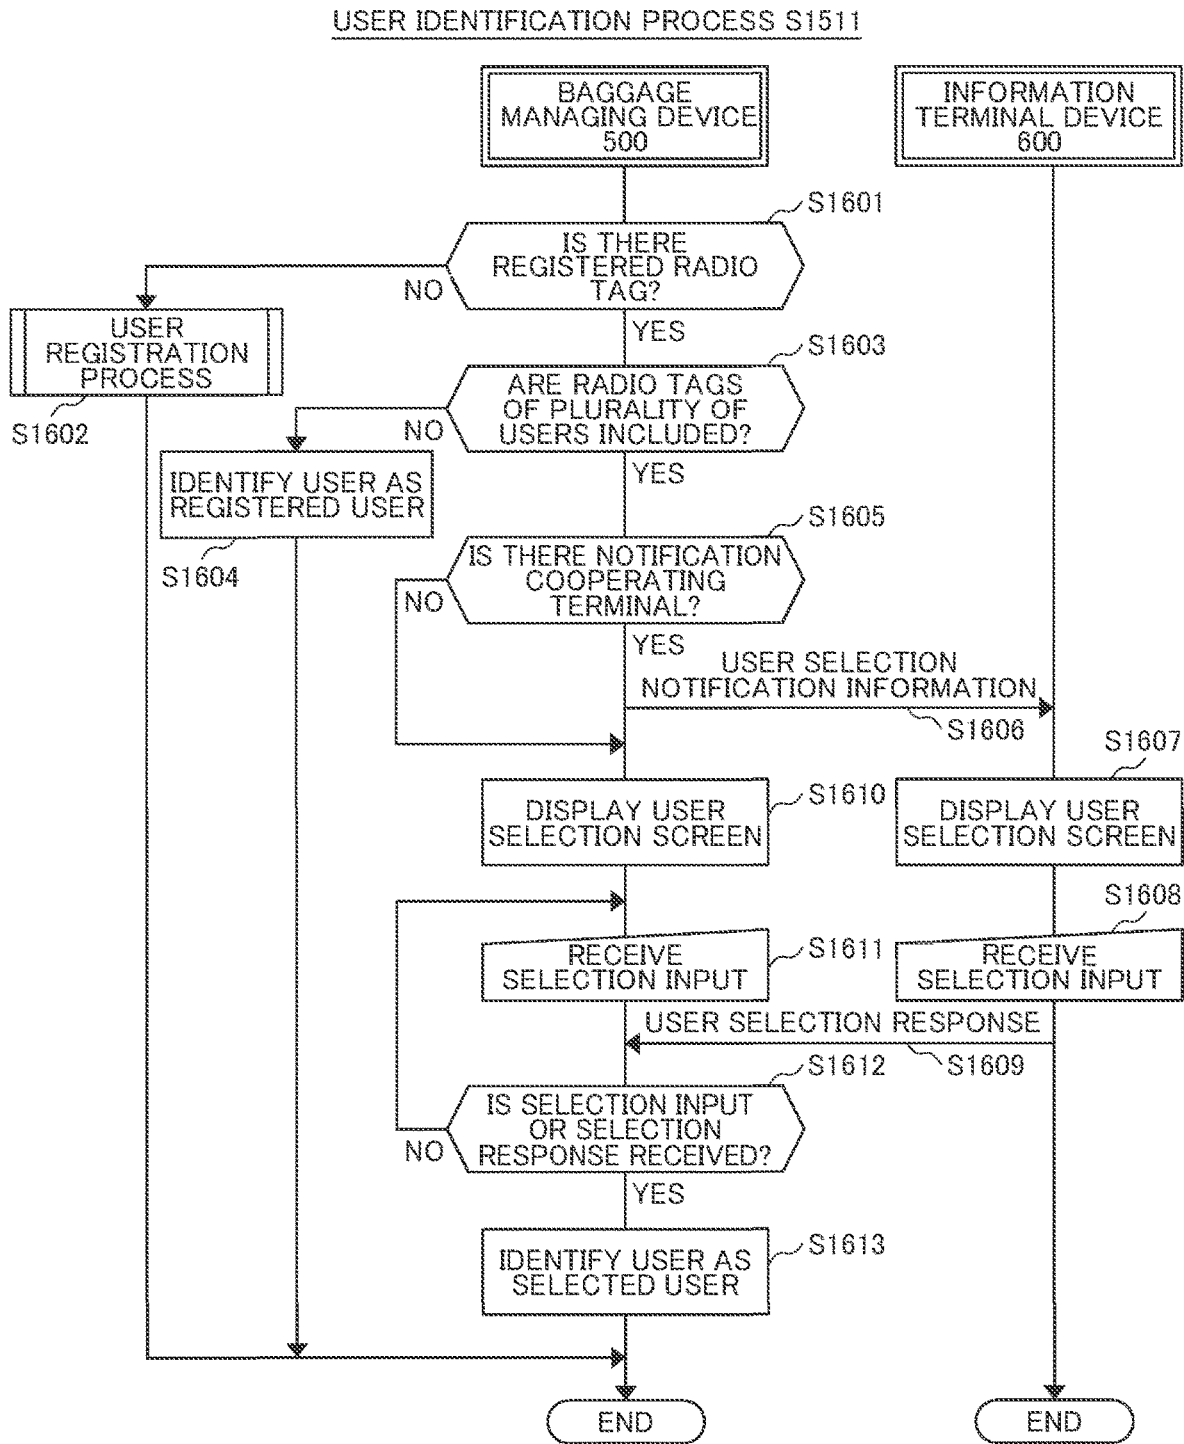 USER IDENTIFICATION PROCESS S1511
BAGGAGE
MANAGING DEVICE
500
INFORMATION
TERMINAL DEVICE
600
S1601
IS THERE
REGISTERED RADIO
TAG?
NO
YES
USER
REGISTRATION
PROCESS
S1602
S1603
ARE RADIO TAGS
OF PLURALITY OF
USERS INCLUDED?
NO
YES
IDENTIFY USER AS
REGISTERED USER
S1604
S1605
IS THERE NOTIFICATION
COOPERATING
TERMINAL?
NO
YES
USER SELECTION
NOTIFICATION INFORMATION
S1606
S1607
DISPLAY USER
SELECTION SCREEN
S1610
DISPLAY USER
SELECTION SCREEN
S1608
RECEIVE
SELECTION INPUT
S1611
RECEIVE
SELECTION INPUT
USER SELECTION RESPONSE
S1609
S1612
IS SELECTION INPUT
OR SELECTION
RESPONSE RECEIVED?
NO
YES
S1613
IDENTIFY USER AS
SELECTED USER
END
END